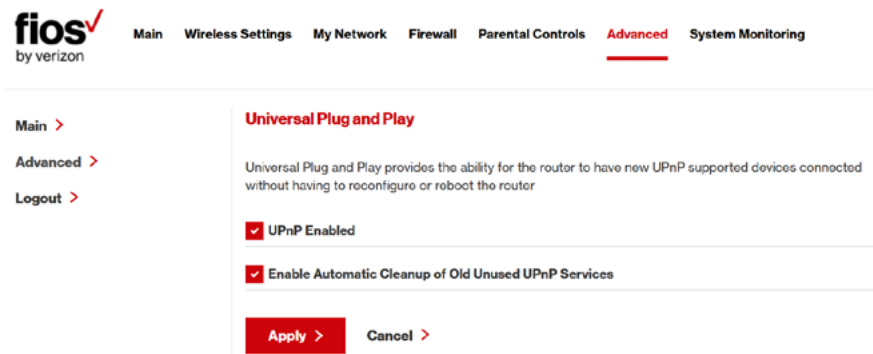 fios
by verizon
Main Wireless Settings My Network Firewall Parental Controls Advanced System Monitoring
Main >
Advanced >
Logout >
Universal Plug and Play
Universal Plug and Play provides the ability for the router to have new UPnP supported devices connected
without having to reconfigure or reboot the router
UPnP Enabled
Enable Automatic Cleanup of Old Unused UPnP Services
Apply > Cancel >